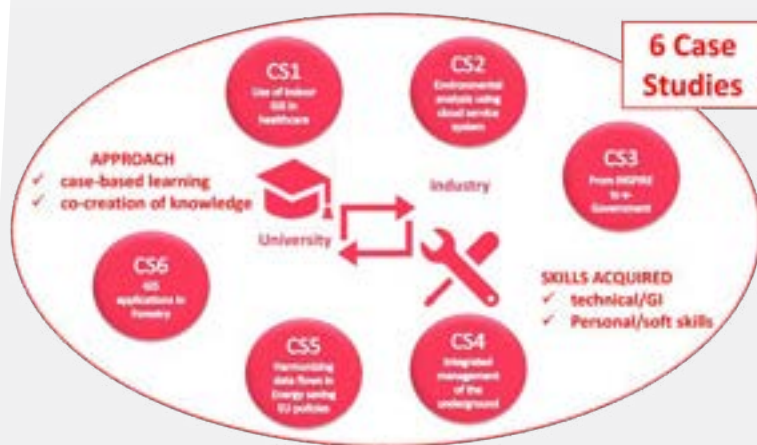 6 Case
Studies
CS1
Use of Indoor
GIS in
healthcare
CS2
Environmental
analysis using
cloud service
system
CS3
From INSPIRE
to e-
Government
APPROACH
✓ case-based learning
✓ co-creation of knowledge
Industry
University
CS6
GIS
applications in
Forestry
SKILLS ACQUIRED
✓ technical/GI
✓ Personal/soft skills
CS5
Harmonizing
data flows in
Energy saving
EU policies
CS4
Integrated
management
of the
underground